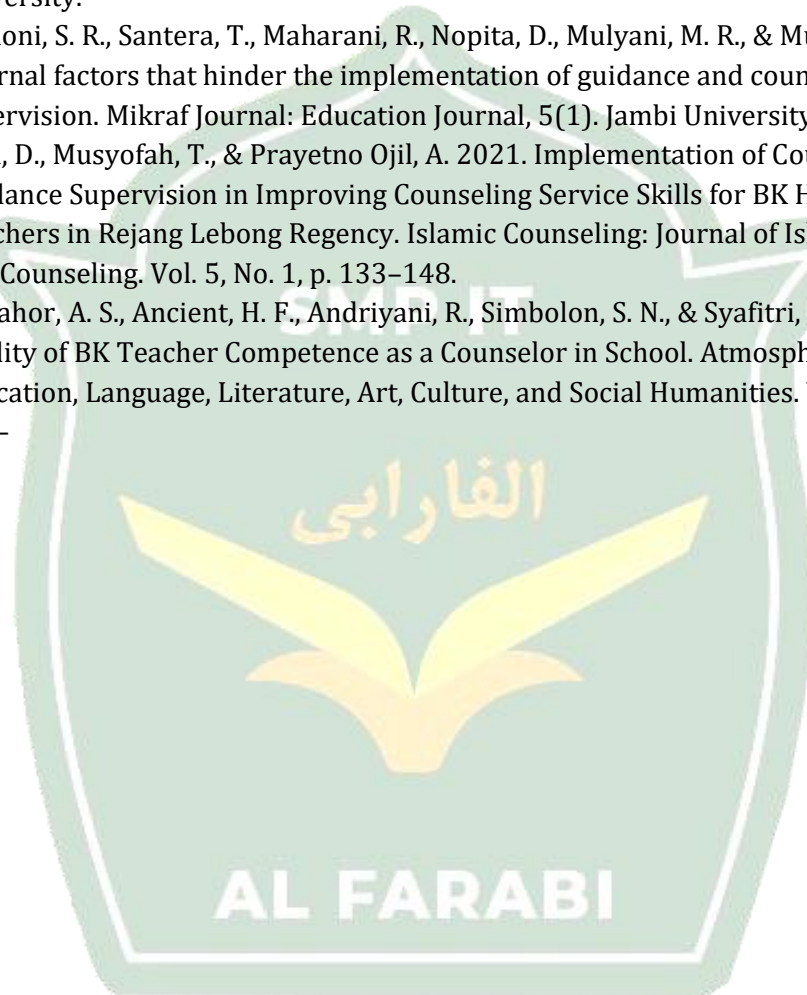 ersity.
oni, S. R., Santera, T., Maharani, R., Nopita, D., Mulyani, M. R., & Mu
rnal factors that hinder the implementation of guidance and coun
ervision. Mikraf Journal: Education Journal, 5(1). Jambi University
, D., Musyofah, T., & Prayetno Ojil, A. 2021. Implementation of Cou
lance Supervision in Improving Counseling Service Skills for BK H
chers in Rejang Lebong Regency. Islamic Counseling: Journal of Is
Counseling. Vol. 5, No. 1, p. 133–148.
ahor, A. S., Ancient, H. F., Andriyani, R., Simbolon, S. N., & Syafitri,
SMP IT
lity of BK Teacher Competence as a Counselor in School. Atmosph
cation, Language, Literature, Art, Culture, and Social Humanities.
–
الفارابي
AL FARABI